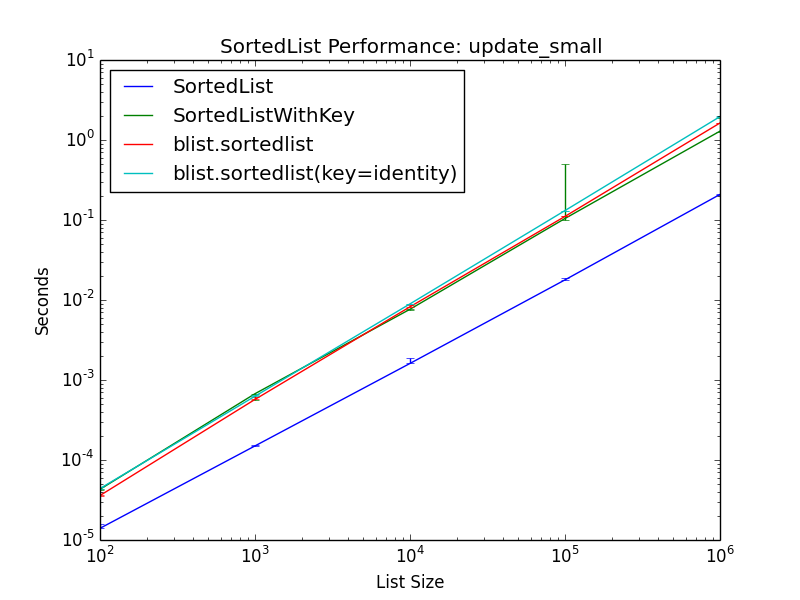 SortedList Performance: update_small
10^1
SortedList
SortedListWithKey
blist.sortedlist
blist.sortedlist(key=identity)
10^0
10^-1
10^-2
10^-3
10^-4
10^-5
Seconds
10^2 10^3 10^4 10^5 10^6
List Size